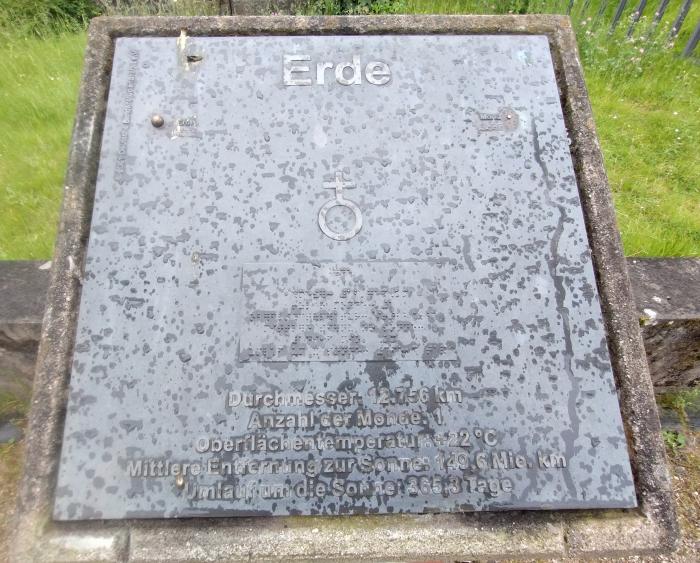 Erde
Durchmesser: 12.756 km
Anzahl der Monde: 1
Oberflächentemperatur: +22 °C
Mittlere Entfernung zur Sonne: 149,6 Mio. km
Umlauf um die Sonne: 365,3 Tage